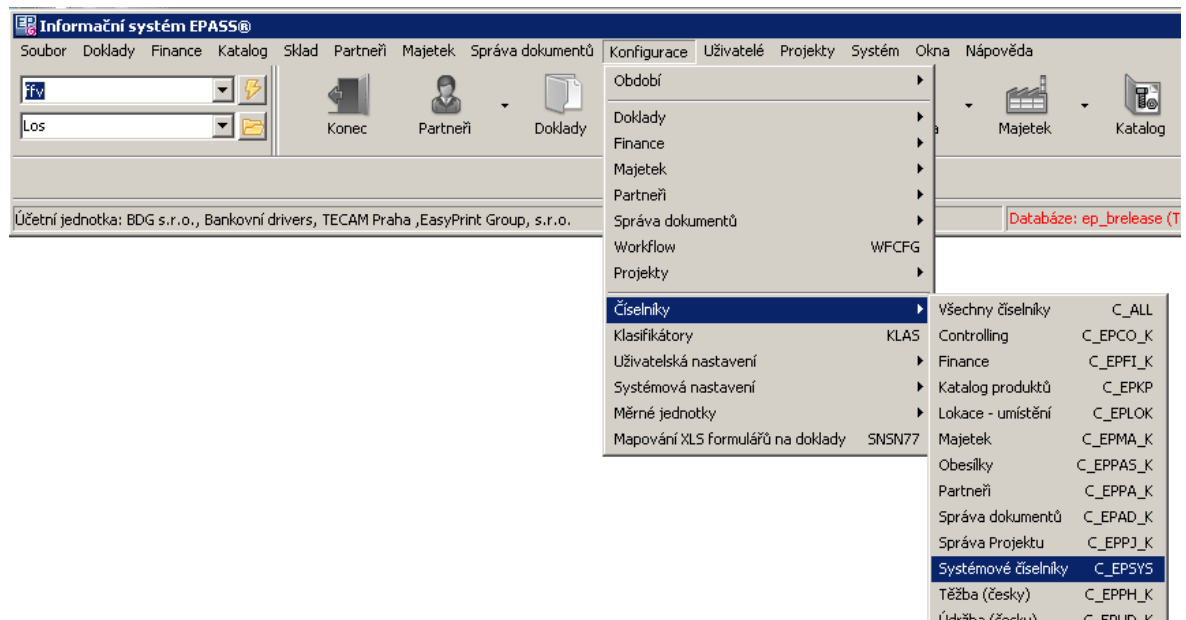 Informační systém EPASS®
Soubor Doklady Finance Katalog Sklad Partneři Majetek Správa dokumentů Konfigurace Uživatelé Projekty Systém Okna Nápověda
ffv
Los
Konec Partneři Doklady Majetek Katalog
Účetní jednotka: BDG s.r.o., Bankovní drivers, TECAM Praha ,EasyPrint Group, s.r.o.
Databáze: ep_brelease (T
Období
Doklady
Finance
Majetek
Partneři
Správa dokumentů
Workflow WFCFG
Projekty
Číselníky
Klasifikátory KLAS
Uživatelská nastavení
Systémová nastavení
Měrné jednotky
Mapování XLS formulářů na doklady SNSN77
Všechny číselníky C_ALL
Controlling C_EPCO_K
Finance C_EPFI_K
Katalog produktů C_EPKP
Lokace - umístění C_EPLOK
Majetek C_EPMA_K
Obesílky C_EPPAS_K
Partneři C_EPPA_K
Správa dokumentů C_EPAD_K
Správa Projektu C_EPPJ_K
Systémové číselníky C_EPSYS
Těžba (česky) C_EPPH_K
Údržba (česky) C_EPUD_K